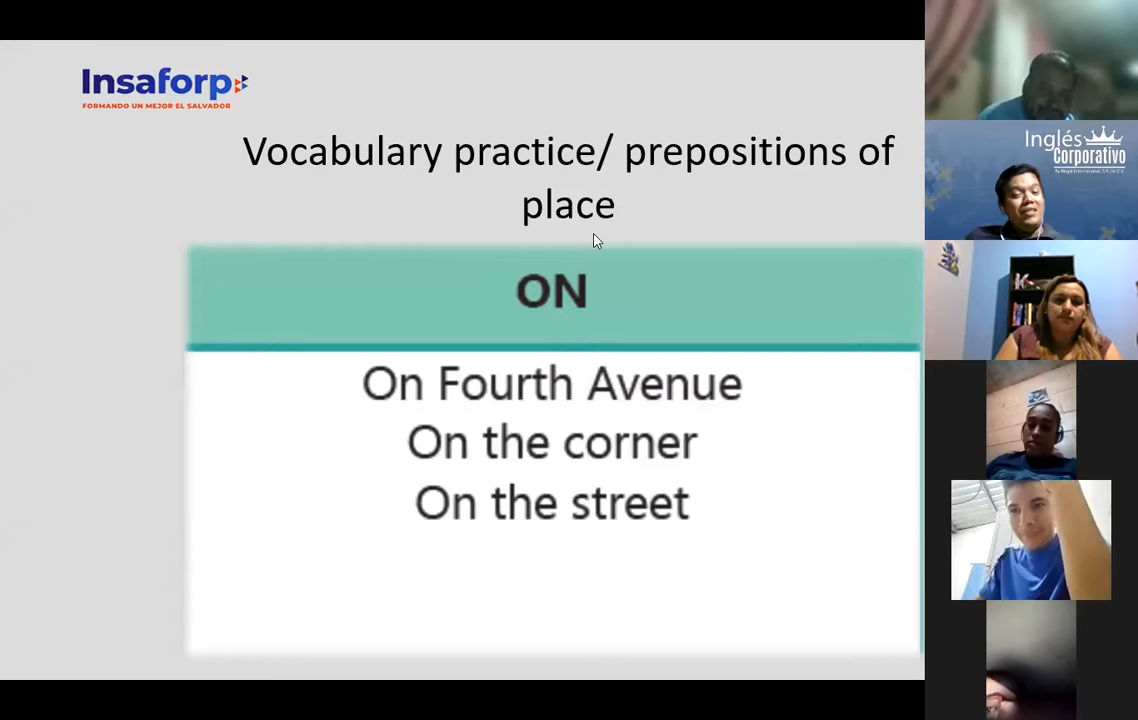 Insaforp
FORMANDO UN MEJOR EL SALVADOR
Vocabulary practice/ prepositions of
place
ON
On Fourth Avenue
On the corner
On the street
Inglés
Corporativo